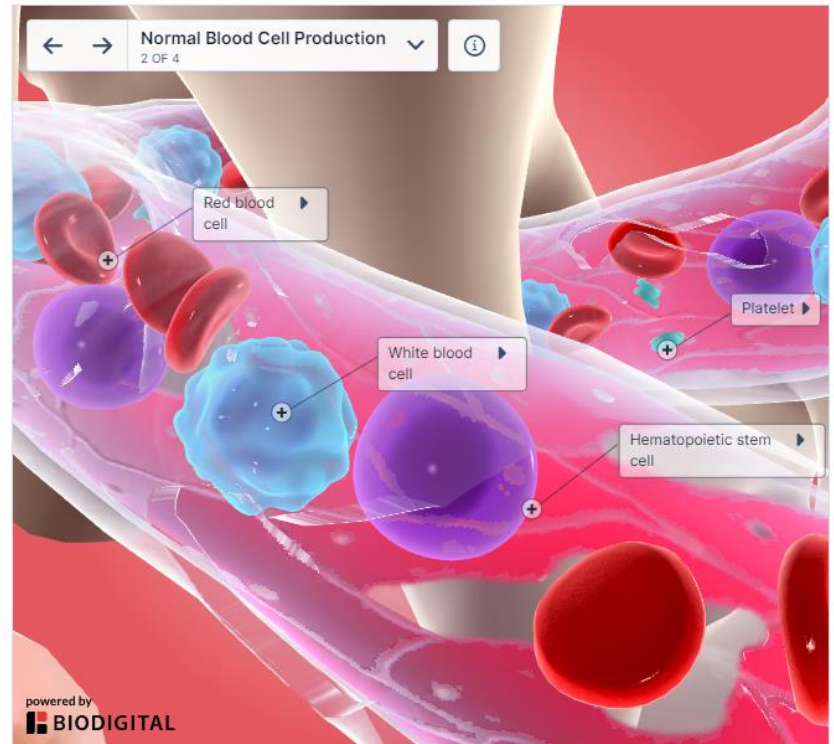 Normal Blood Cell Production
2 OF 4
Red blood
cell
Platelet
White blood
cell
Hematopoietic stem
cell
powered by
BIODIGITAL